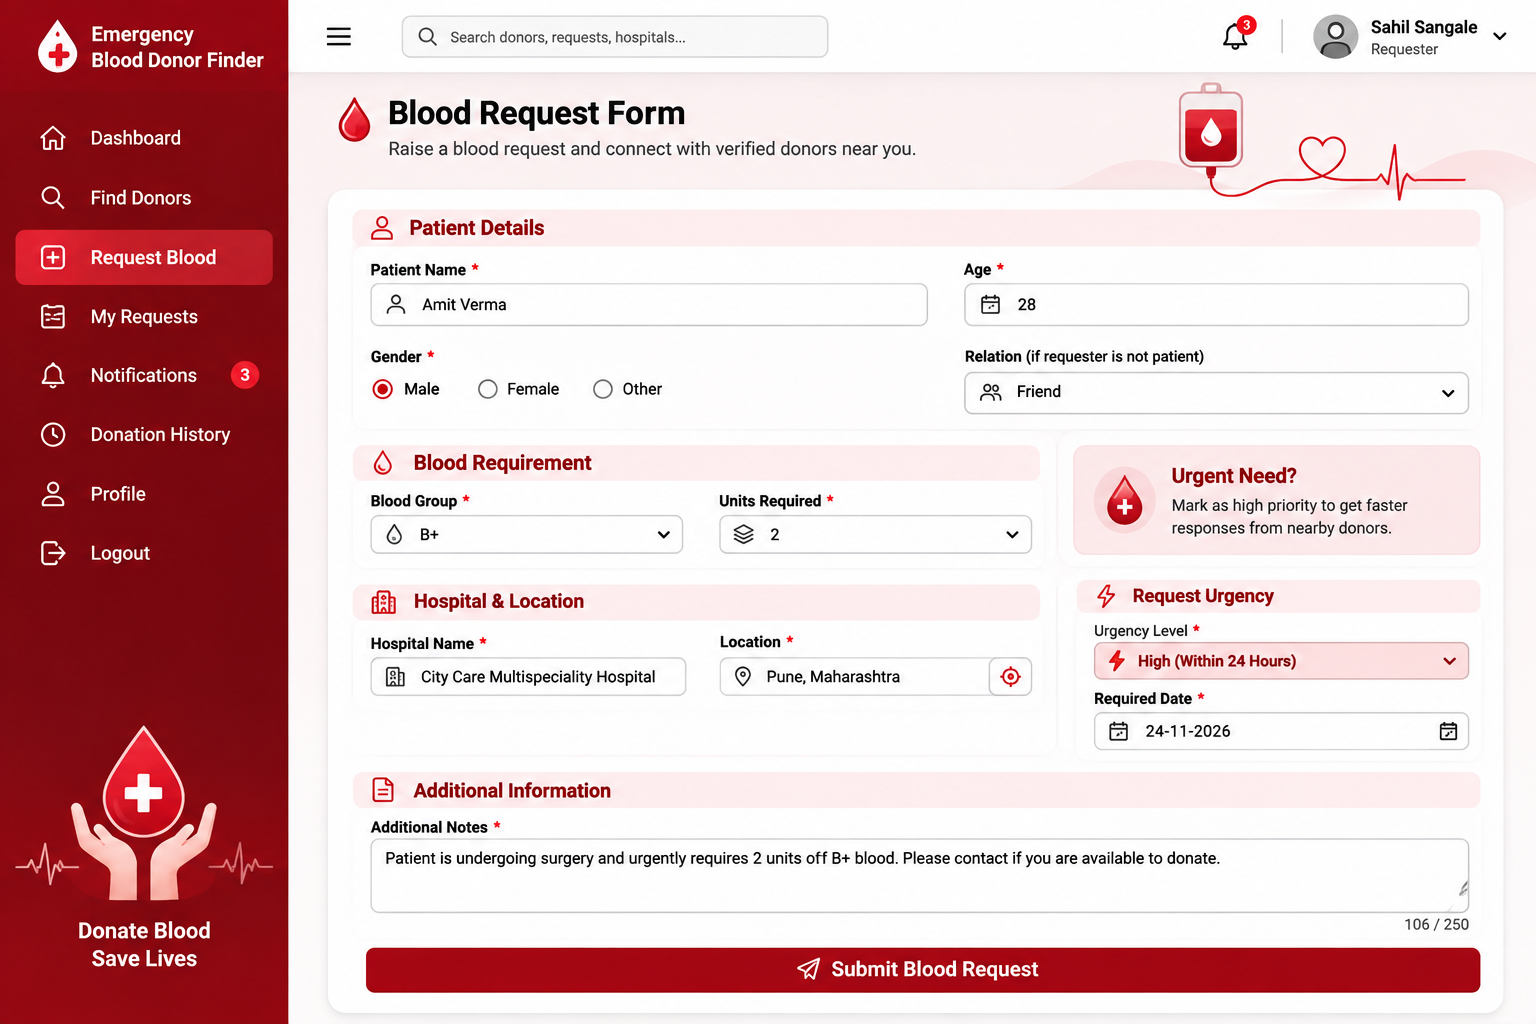 Emergency
Blood Donor Finder
Dashboard
Find Donors
Request Blood
My Requests
Notifications 3
Donation History
Profile
Logout
Donate Blood
Save Lives
Search donors, requests, hospitals...
3
Sahil Sangale
Requester
Blood Request Form
Raise a blood request and connect with verified donors near you.
Patient Details
Patient Name *
Amit Verma
Age *
28
Gender *
Male Female Other
Relation (if requester is not patient)
Friend
Blood Requirement
Blood Group *
B+
Units Required *
2
Urgent Need?
Mark as high priority to get faster
responses from nearby donors.
Hospital & Location
Hospital Name *
City Care Multispeciality Hospital
Location *
Pune, Maharashtra
Request Urgency
Urgency Level *
High (Within 24 Hours)
Required Date *
24-11-2026
Additional Information
Additional Notes *
Patient is undergoing surgery and urgently requires 2 units off B+ blood. Please contact if you are available to donate.
106 / 250
Submit Blood Request